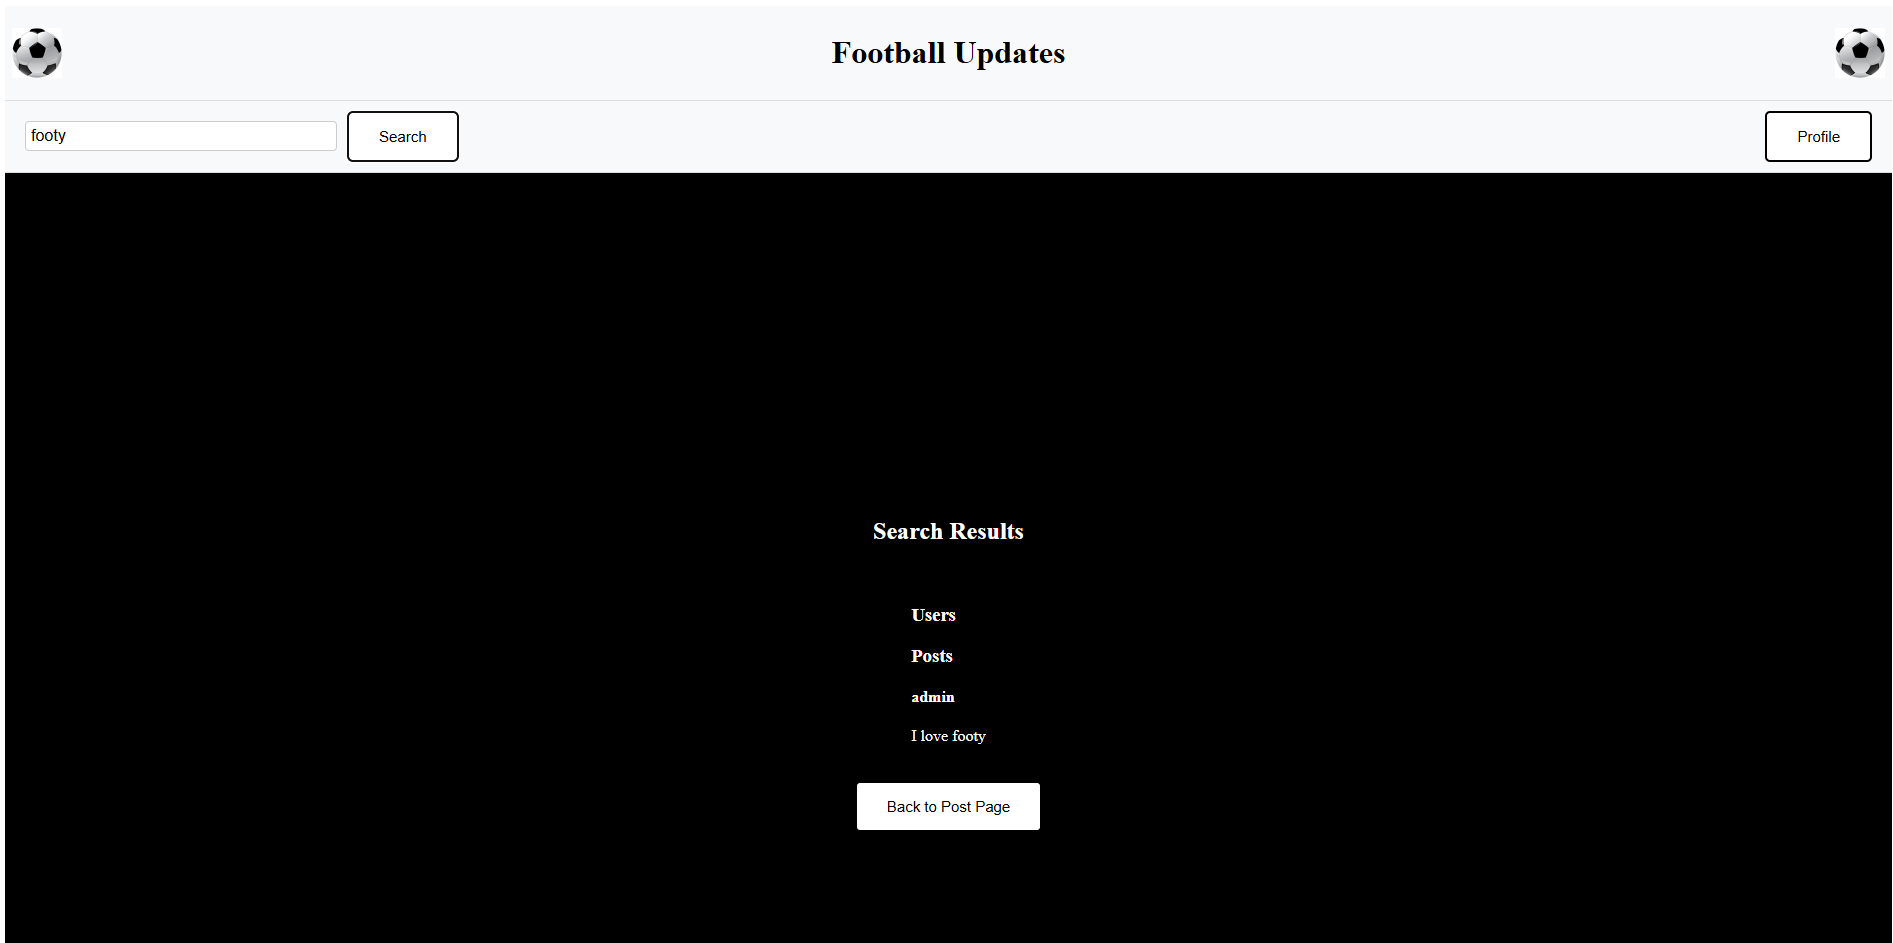 Football Updates
footy
Search
Profile
Search Results
Users
Posts
admin
I love footy
Back to Post Page